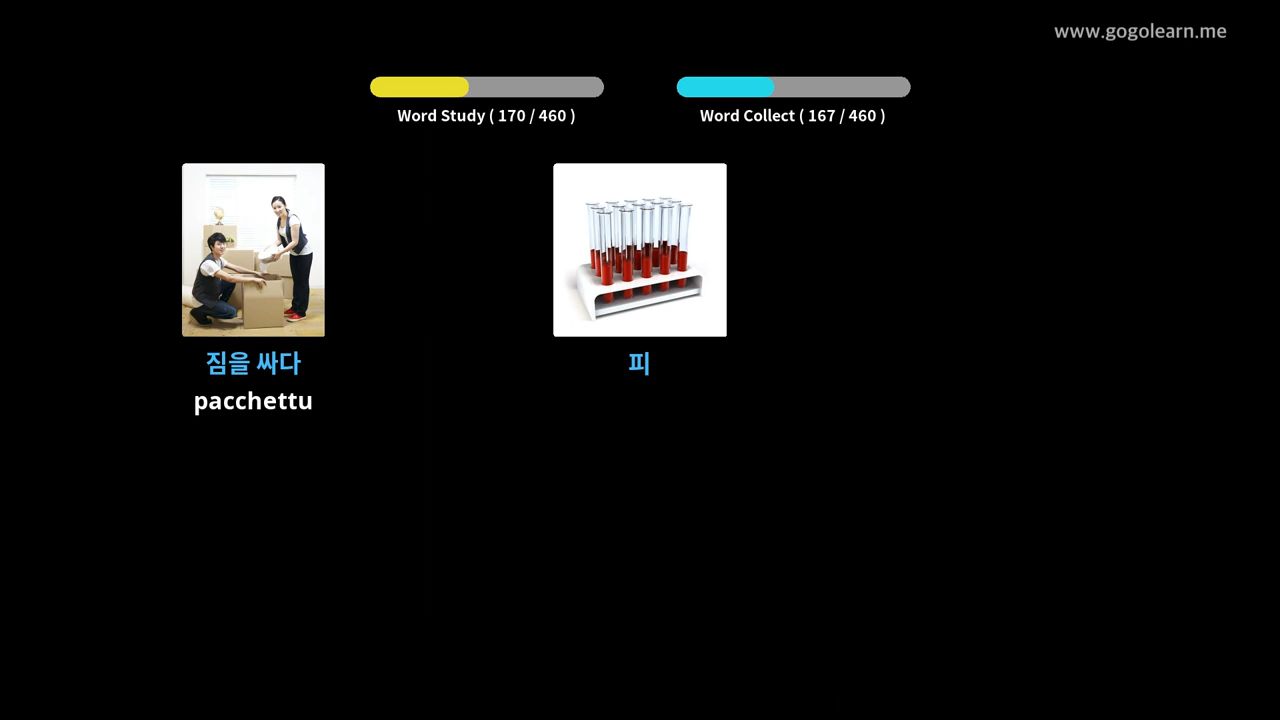 www.gogolearn.me
Word Study ( 170 / 460 )
Word Collect ( 167 / 460 )
짐을 싸다
pacchettu
피